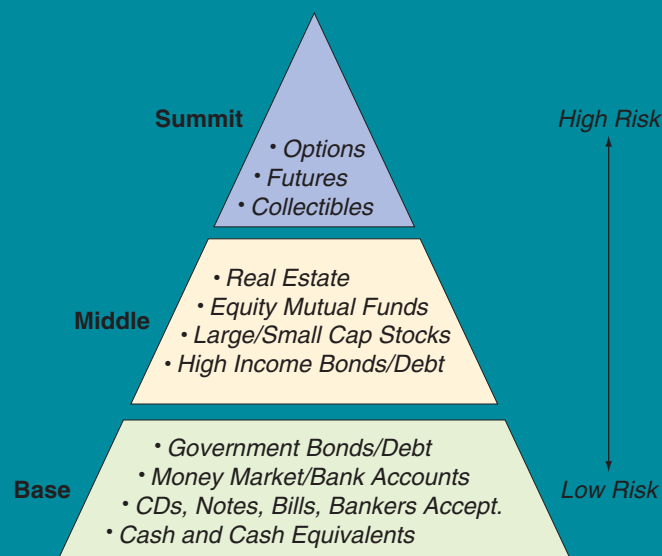 Summit
High Risk
• Options
• Futures
• Collectibles
Middle
• Real Estate
• Equity Mutual Funds
• Large/Small Cap Stocks
• High Income Bonds/Debt
Base
Low Risk
• Government Bonds/Debt
• Money Market/Bank Accounts
• CDs, Notes, Bills, Bankers Accept.
• Cash and Cash Equivalents